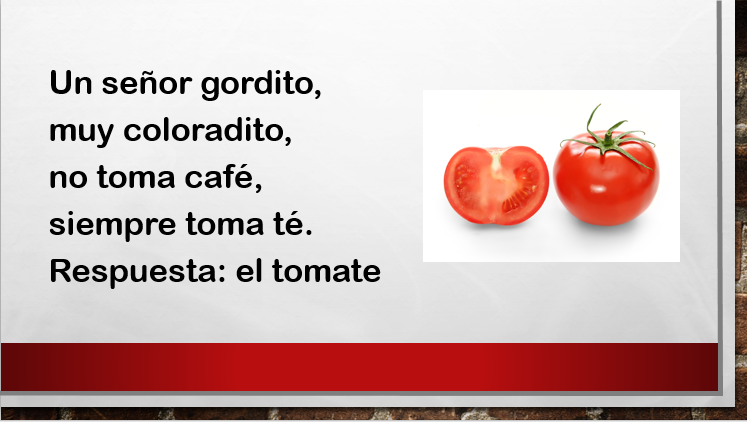 Un señor gordito,
muy coloradito,
no toma café,
siempre toma té.
Respuesta: el tomate